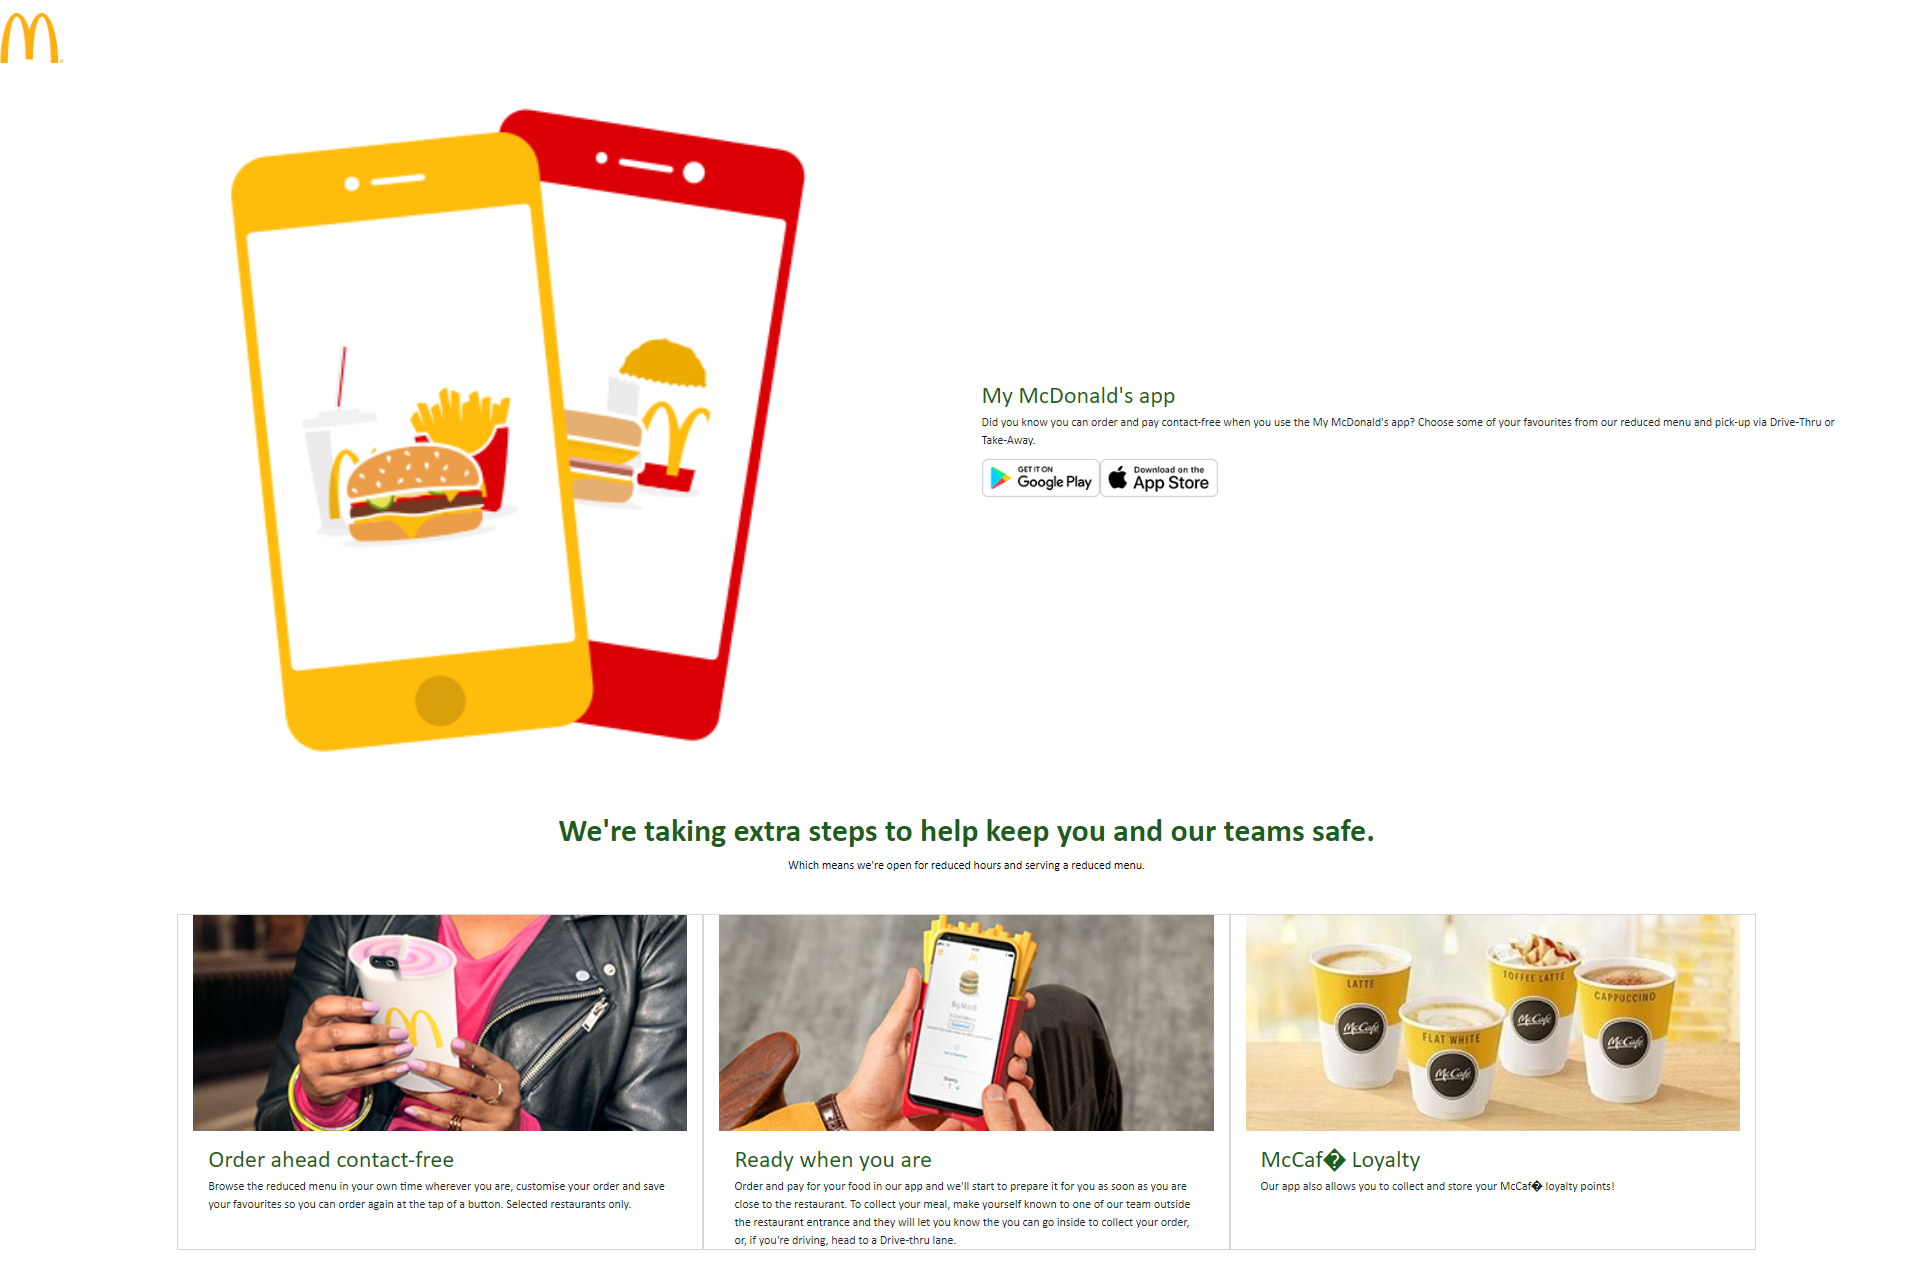 My McDonald's app
Did you know you can order and pay contact-free when you use the My McDonald's app? Choose some of your favourites from our reduced menu and pick-up via Drive-Thru or
Take-Away.
GET IT ON
Google Play
Download on the
App Store
We're taking extra steps to help keep you and our teams safe.
Which means we're open for reduced hours and serving a reduced menu.
Big Mac®
LATTE
McCafé
FLAT WHITE
McCafé
TOFFEE LATTE
McCafé
CAPPUCCINO
McCafé
Order ahead contact-free
Browse the reduced menu in your own time wherever you are, customise your order and save
your favourites so you can order again at the tap of a button. Selected restaurants only.
Ready when you are
Order and pay for your food in our app and we'll start to prepare it for you as soon as you are
close to the restaurant. To collect your meal, make yourself known to one of our team outside
the restaurant entrance and they will let you know the you can go inside to collect your order,
or, if you're driving, head to a Drive-thru lane.
McCaf� Loyalty
Our app also allows you to collect and store your McCaf� loyalty points!